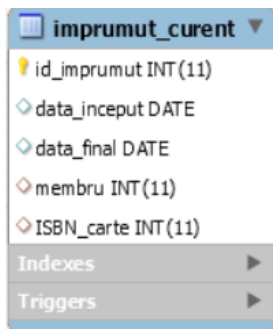 imprumut_curent
id_imprumut INT(11)
data_inceput DATE
data_final DATE
membru INT(11)
ISBN_carte INT(11)
Indexes
Triggers